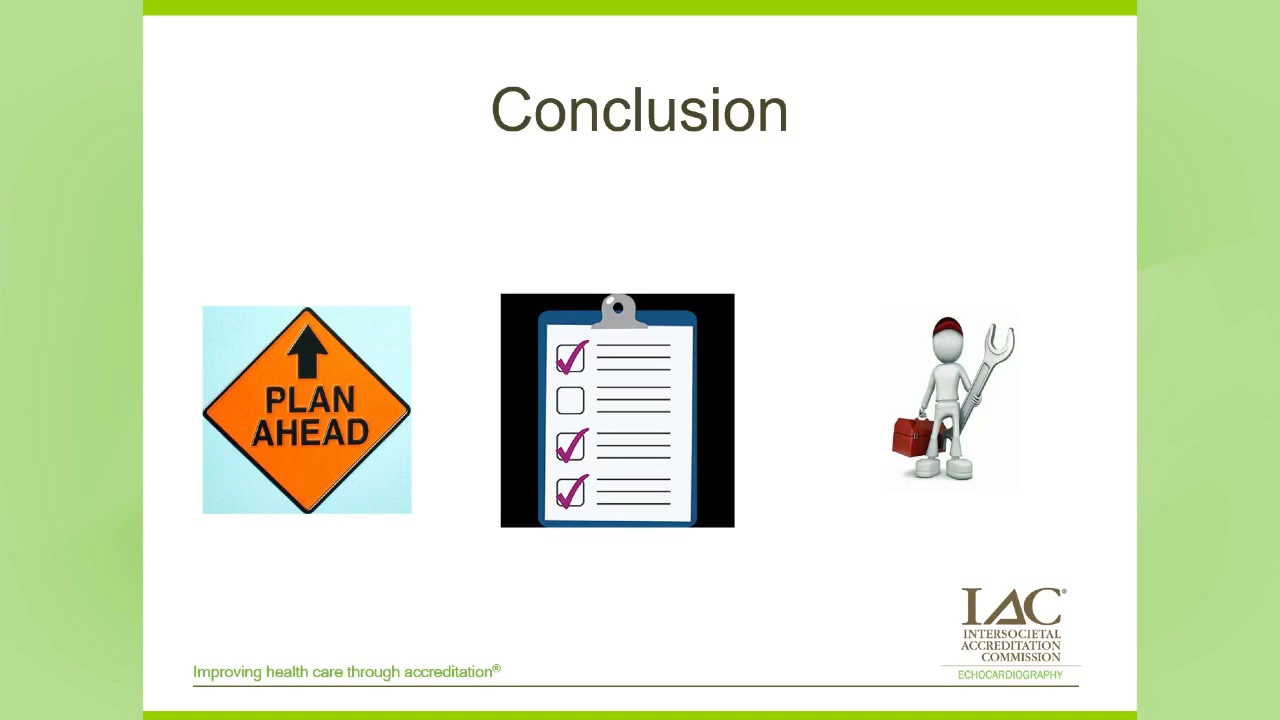 Conclusion
PLAN
AHEAD
IAC®
INTERSOCIETAL
ACCREDITATION
COMMISSION
ECHOCARDIOGRAPHY
Improving health care through accreditation®